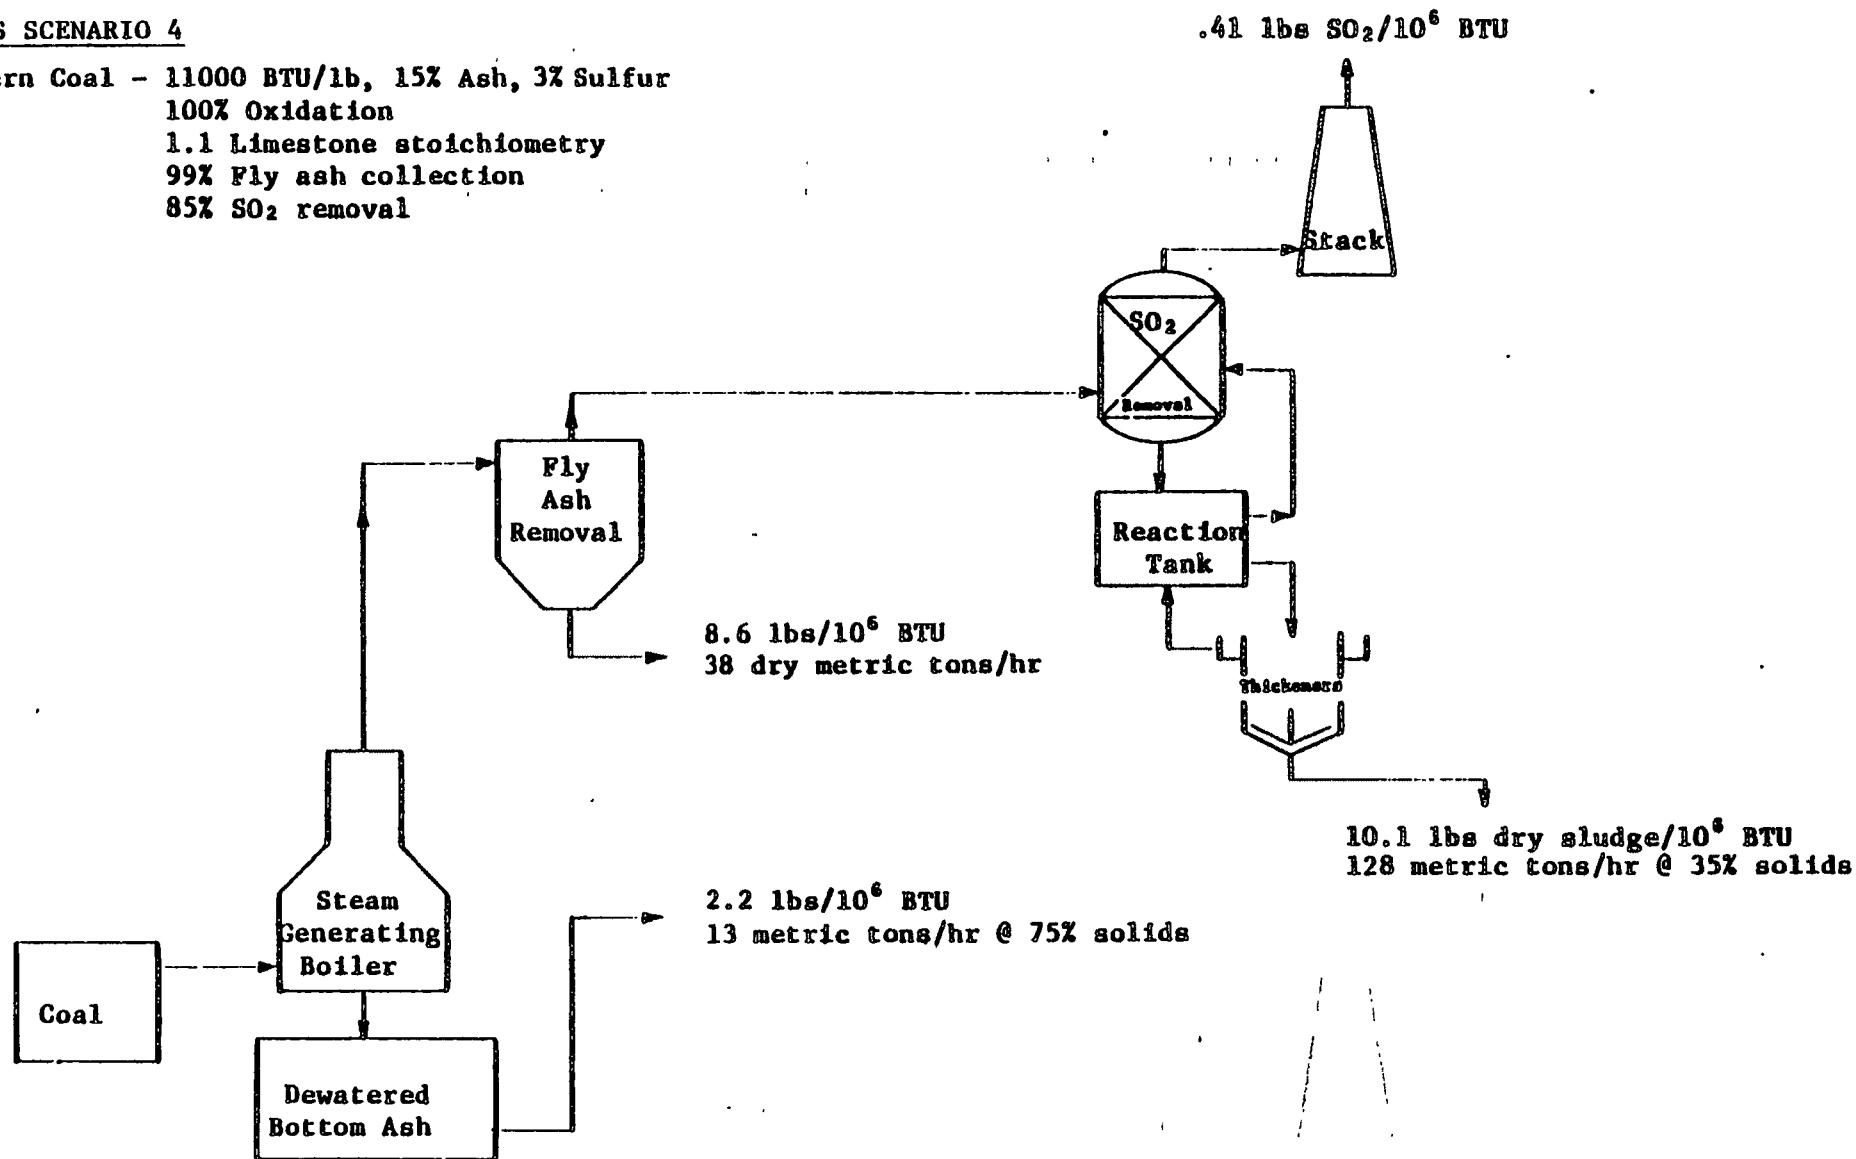 S SCENARIO 4
.41 lbs SO₂/10⁶ BTU
rn Coal - 11000 BTU/lb, 15% Ash, 3% Sulfur
100% Oxidation
1.1 Limestone stoichiometry
99% Fly ash collection
85% SO₂ removal
Stack
SO₂
Removal
Fly
Ash
Removal
Reaction
Tank
8.6 lbs/10⁶ BTU
38 dry metric tons/hr
Thickeners
10.1 lbs dry sludge/10⁶ BTU
128 metric tons/hr @ 35% solids
2.2 lbs/10⁶ BTU
13 metric tons/hr @ 75% solids
Steam
Generating
Boiler
Coal
Dewatered
Bottom Ash